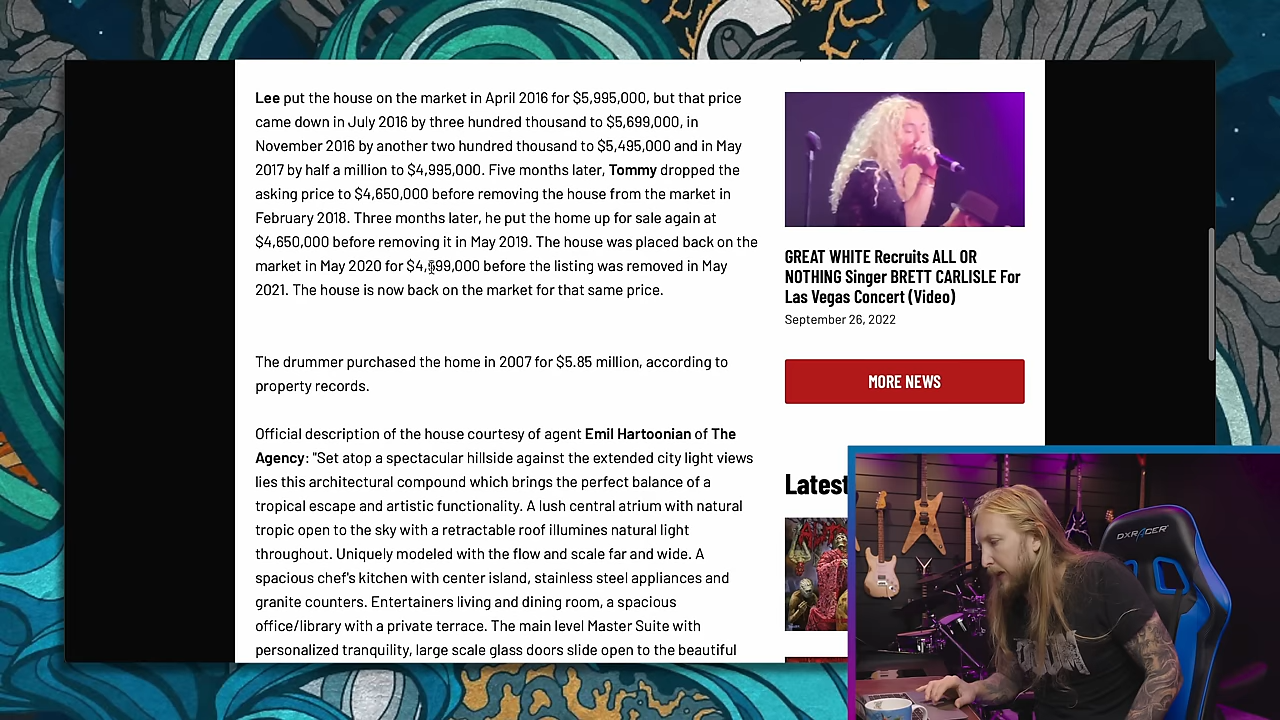 Lee put the house on the market in April 2016 for $5,995,000, but that price
came down in July 2016 by three hundred thousand to $5,699,000, in
November 2016 by another two hundred thousand to $5,495,000 and in May
2017 by half a million to $4,995,000. Five months later, Tommy dropped the
asking price to $4,650,000 before removing the house from the market in
February 2018. Three months later, he put the home up for sale again at
$4,650,000 before removing it in May 2019. The house was placed back on the
market in May 2020 for before the listing was removed in May
2021. The house is now back on the market for that same price.
The drummer purchased the home in 2007 for $5.85 million, according to
property records.
Official description of the house courtesy of agent Emil Hartoonian of The
Agency: "Set atop a spectacular hillside against the extended city light views
lies this architectural compound which brings the perfect balance of a
tropical escape and artistic functionality. A lush central atrium with natural
tropic open to the sky with a retractable roof illumines natural light
throughout. Uniquely modeled with the flow and scale far and wide. A
spacious chef's kitchen with center island, stainless steel appliances and
granite counters. Entertainers living and dining room, a spacious
office/library with a private terrace. The main level Master Suite with
personalized tranquility, large scale glass doors slide open to the beautiful
GREAT WHITE Recruits ALL OR
NOTHING Singer BRETT CARLISLE For
Las Vegas Concert (Video)
September 26, 2022
MORE NEWS
Latest
DXRACER